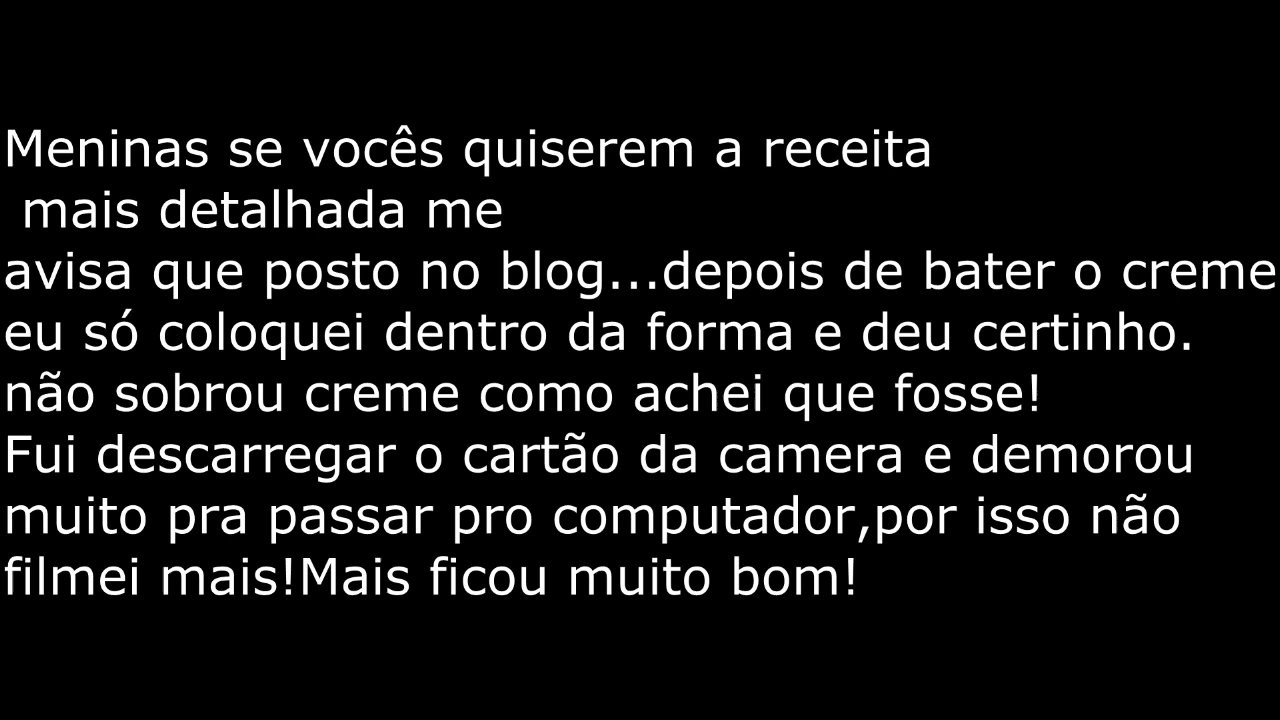 Meninas se vocês quiserem a receita
mais detalhada me
avisa que posto no blog...depois de bater o creme
eu só coloquei dentro da forma e deu certinho.
não sobrou creme como achei que fosse!
Fui descarregar o cartão da camera e demorou
muito pra passar pro computador,por isso não
filmei mais!Mais ficou muito bom!